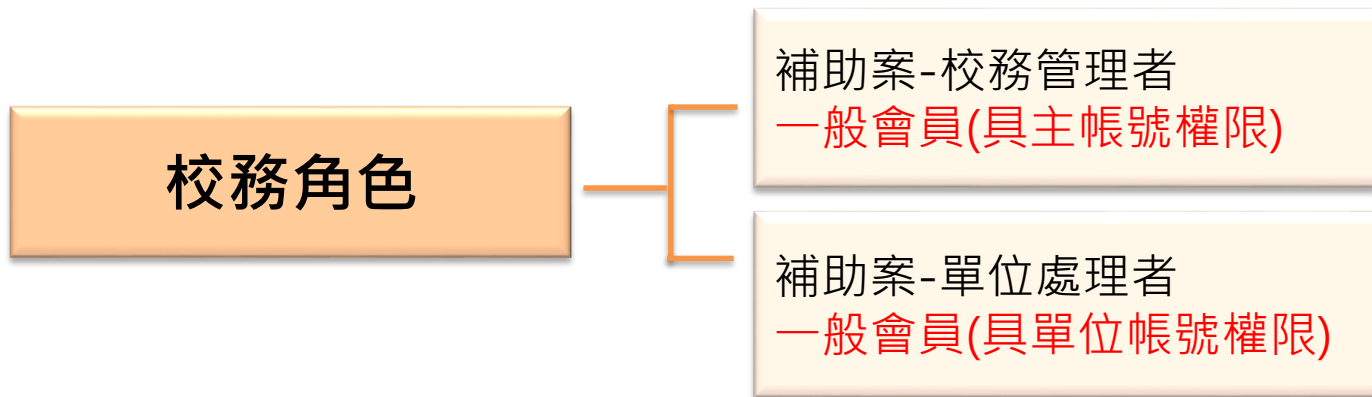 校務角色
補助案-校務管理者
一般會員(具主帳號權限)
補助案-單位處理者
一般會員(具單位帳號權限)